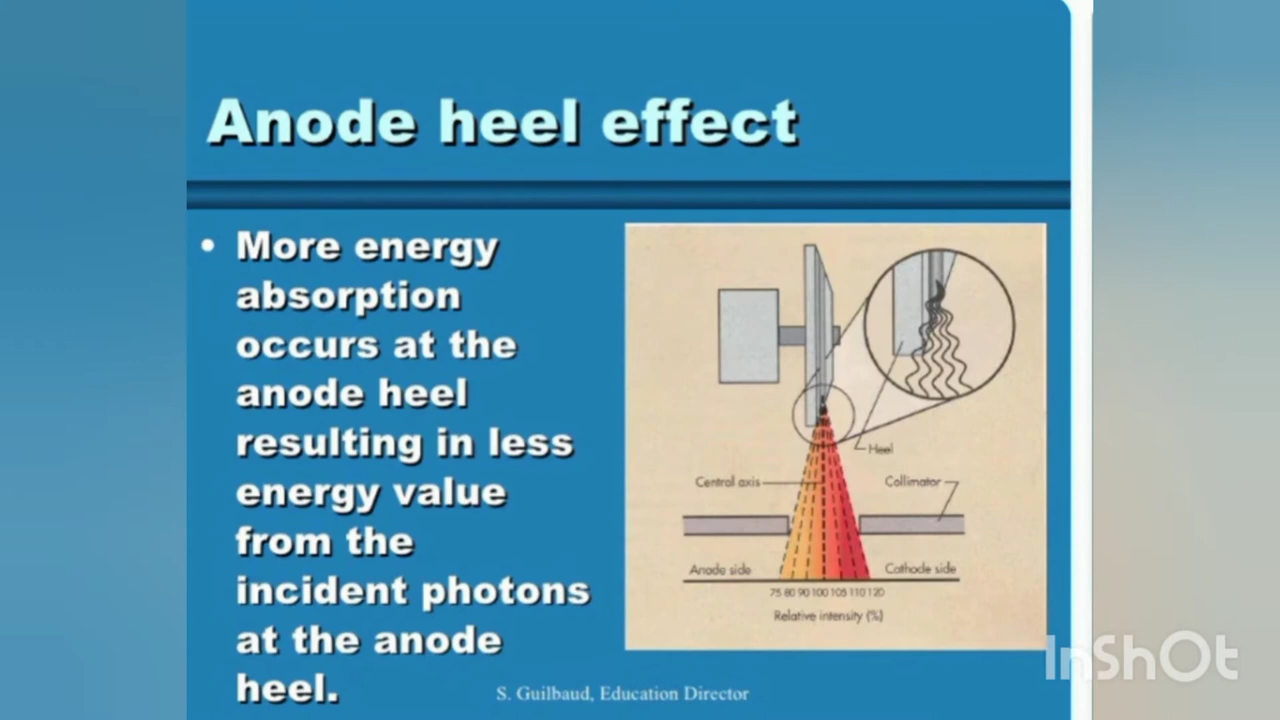 Anode heel effect
• More energy
absorption
occurs at the
anode heel
resulting in less
energy value
from the
incident photons
at the anode
heel.
Heel
Central axis
Collimator
Anode side
Cathode side
75 80 90 100 105 110 120
Relative intensity (%)
S. Guilbaud, Education Director
InShOt